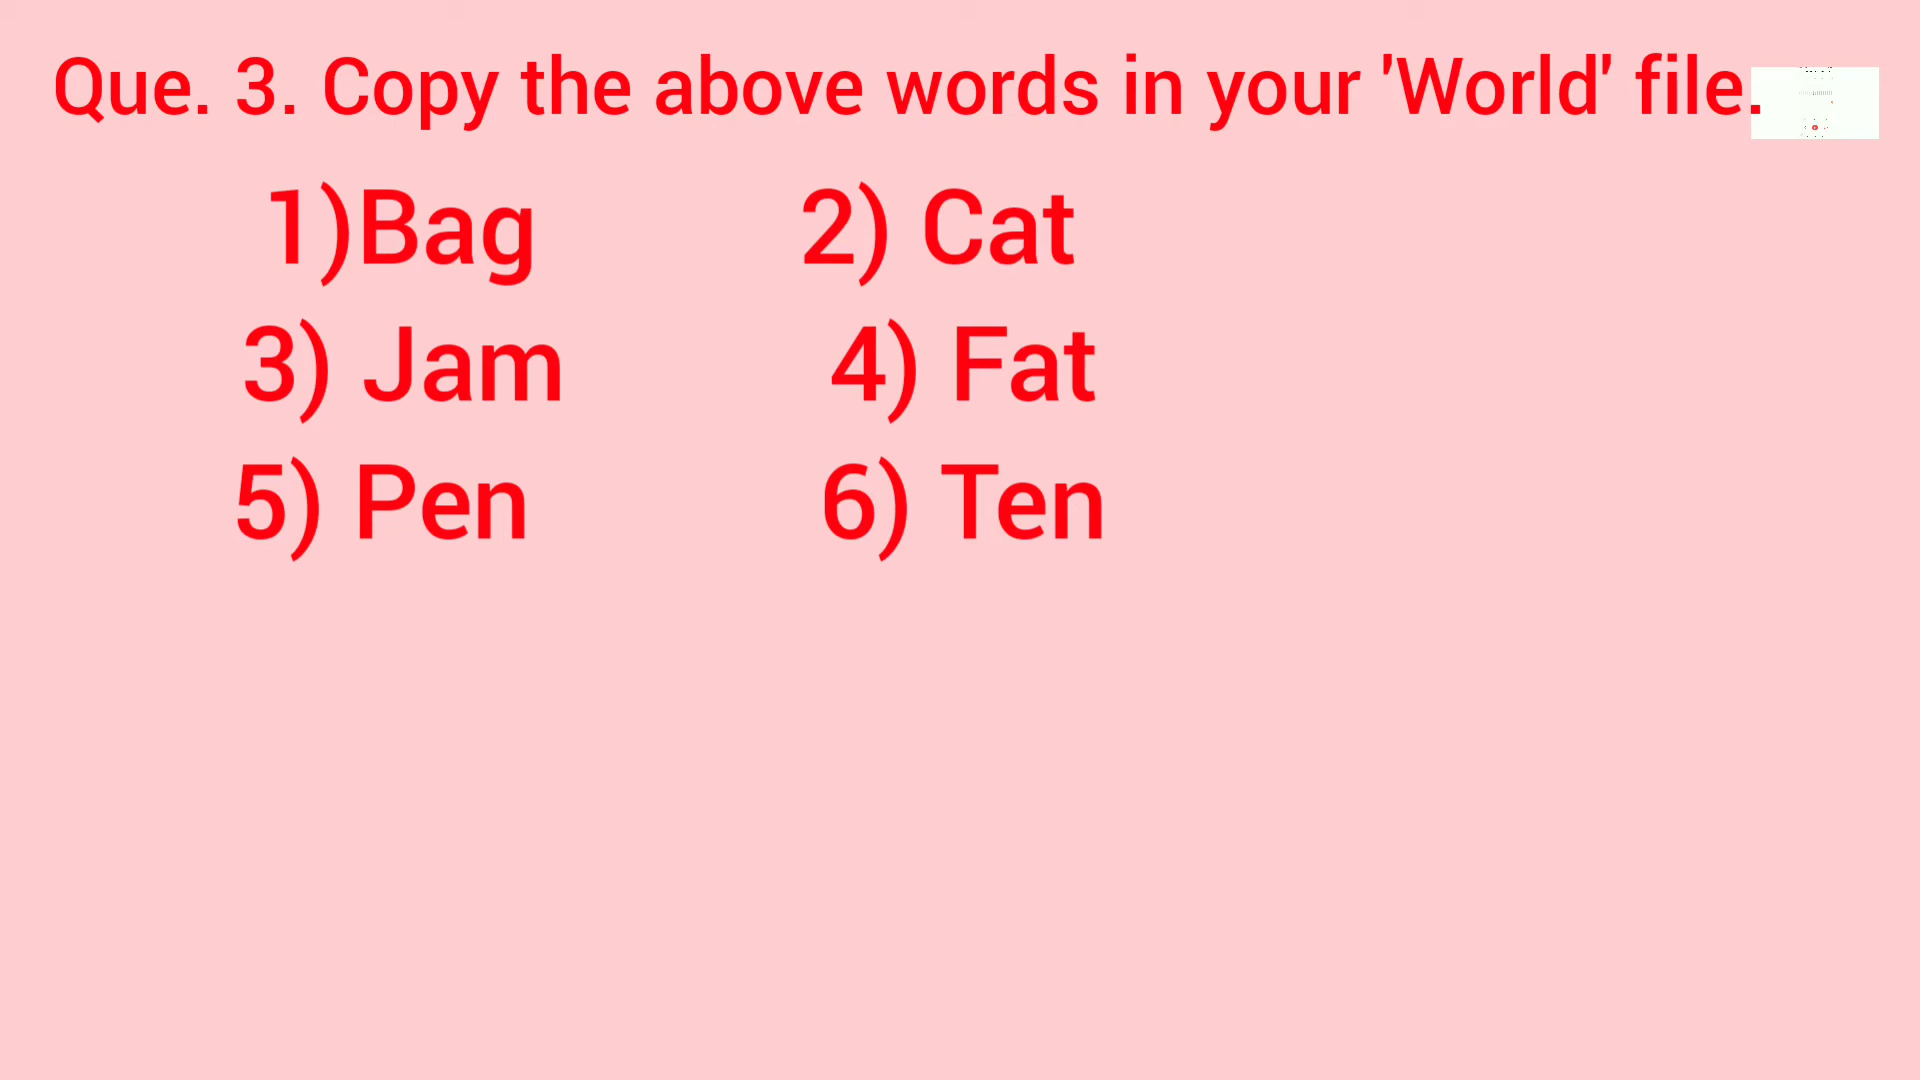 Que. 3. Copy the above words in your 'World' file.
1)Bag 2) Cat
3) Jam 4) Fat
5) Pen 6) Ten